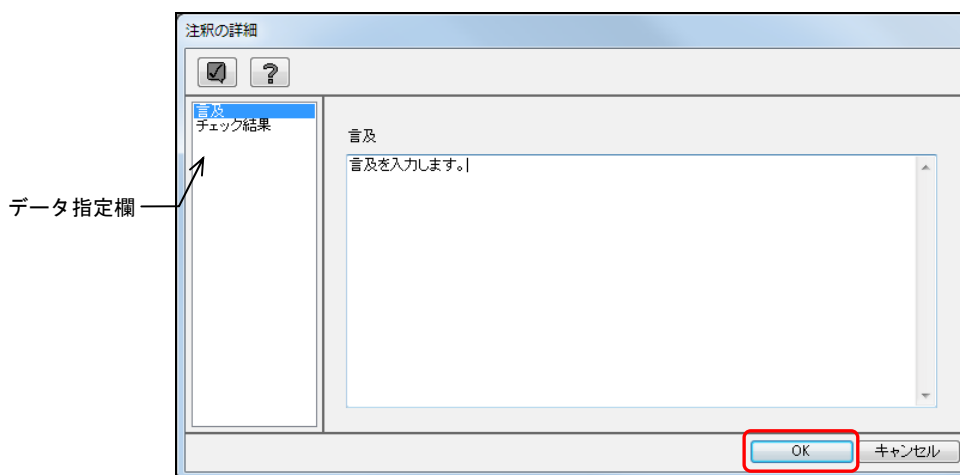 注釈の詳細
言及
チェック結果
データ指定欄
言及
言及を入力します。
OK
キャンセル